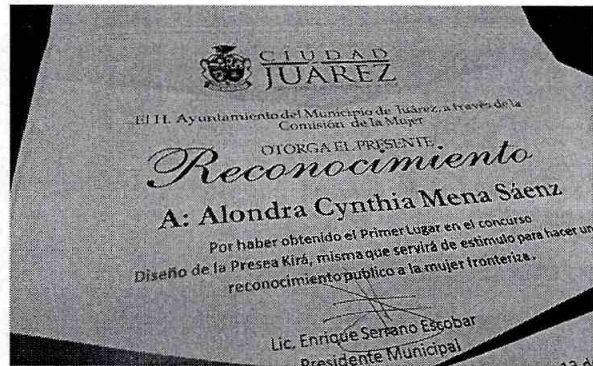 CIUDAD
JUÁREZ
El H. Ayuntamiento del Municipio de Juárez, a través de la
Comisión de la Mujer
OTORGA EL PRESENTE
Reconocimiento
A: Alondra Cynthia Mena Sáenz
Por haber obtenido el Primer Lugar en el concurso
Diseño de la Presea Kirá, misma que servirá de estimulo para hacer un
reconocimiento publico a la mujer fronteriza.
Lic. Enrique Serrano Escobar
Presidente Municipal